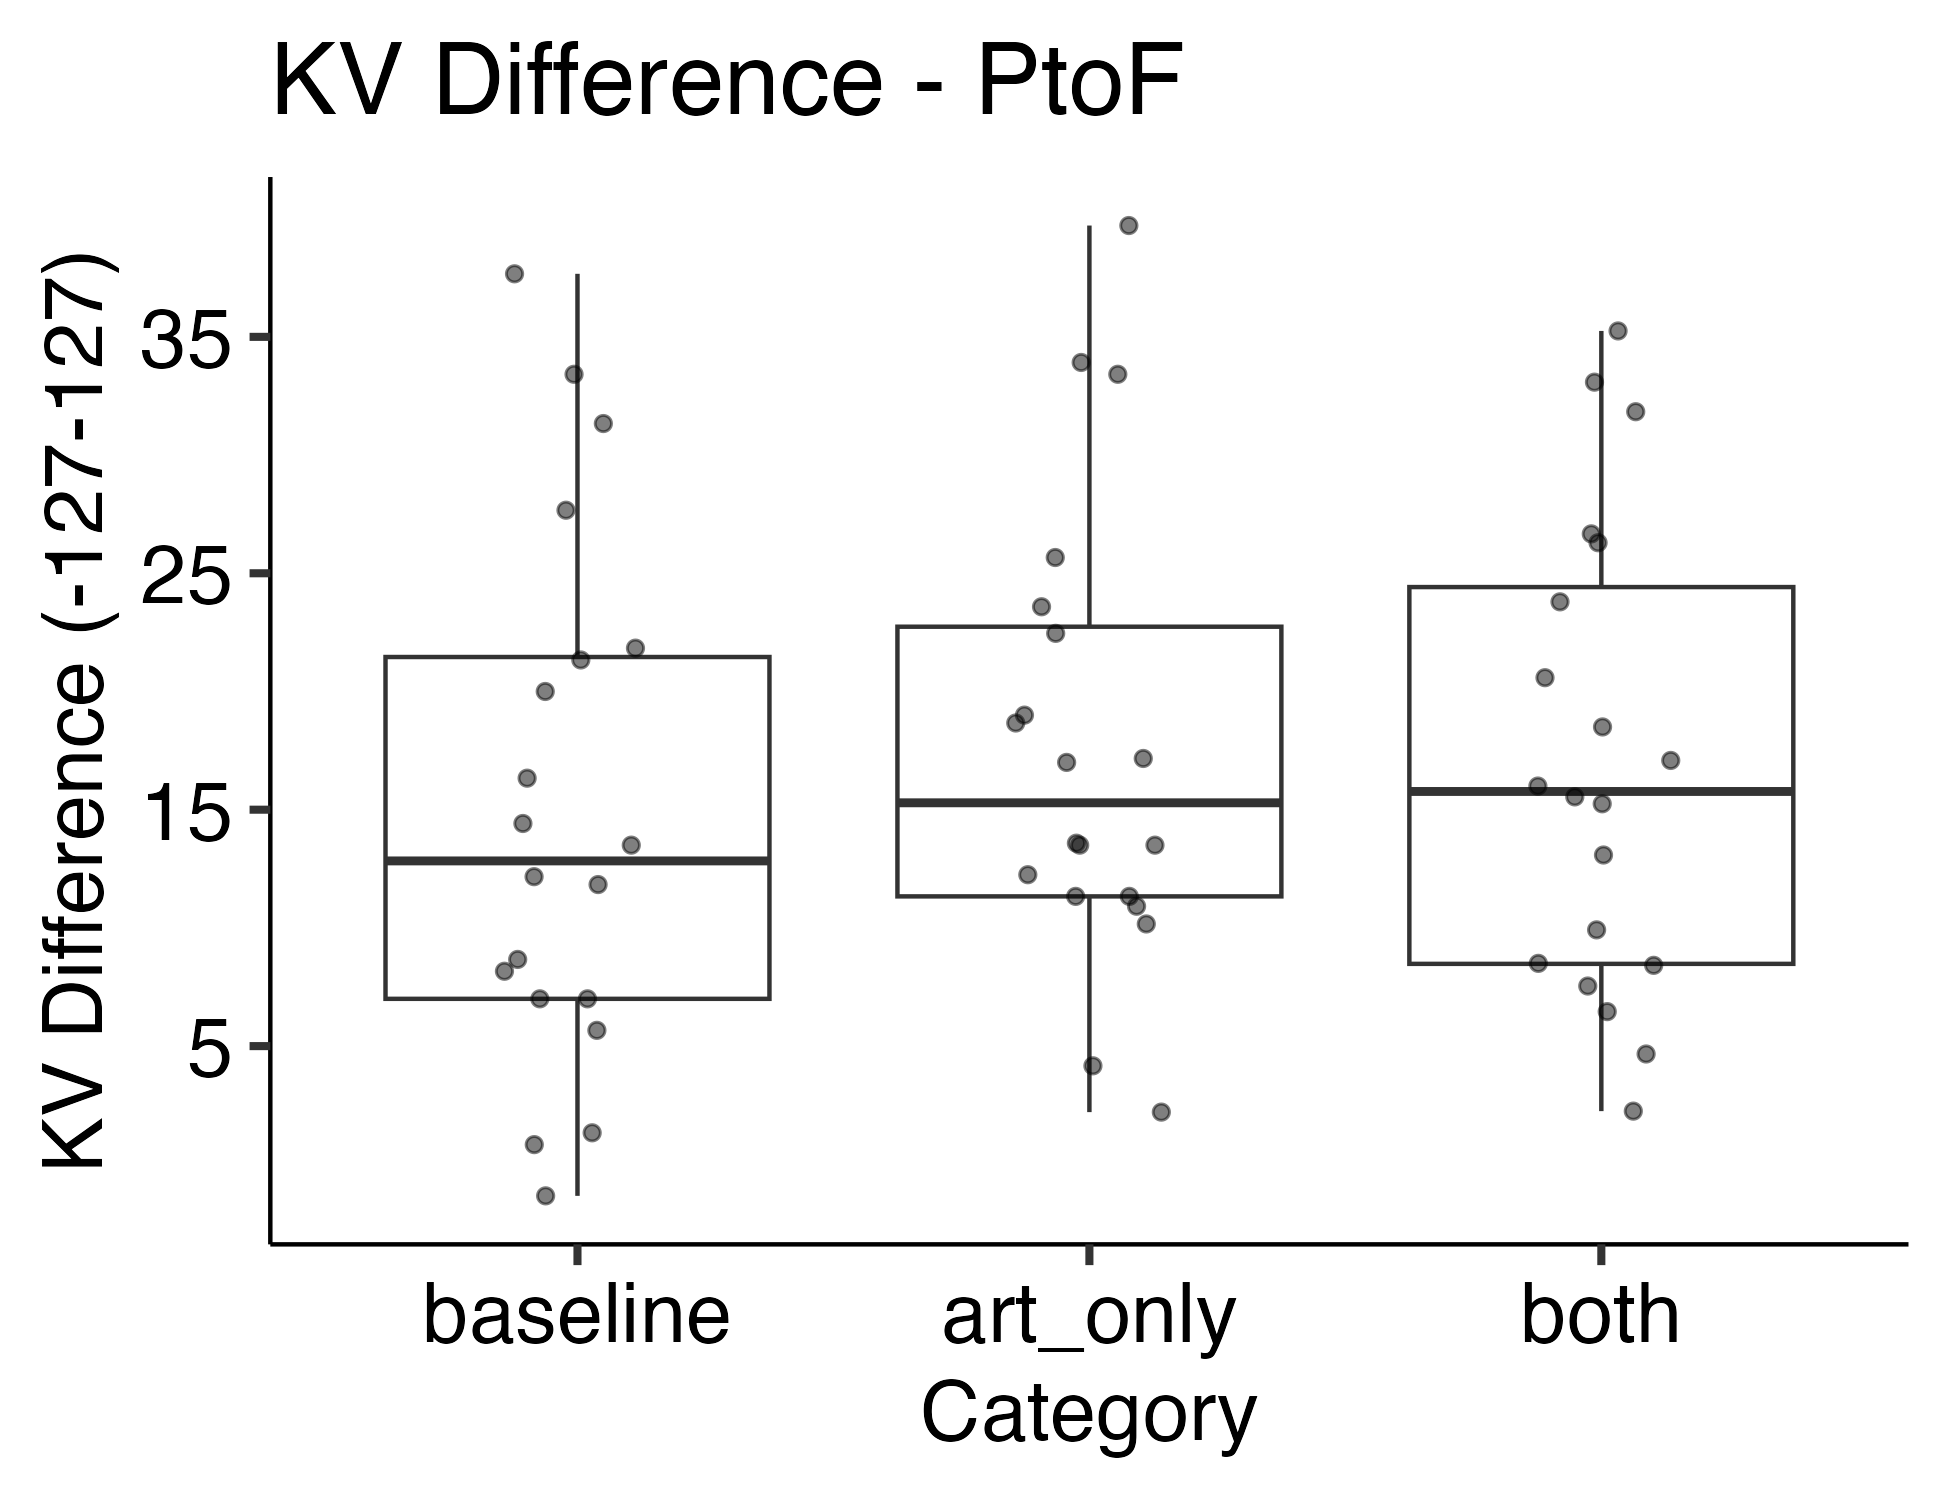 KV Difference - PtoF
KV Difference (-127-127)
35
25
15
5
baseline
art_only
both
Category